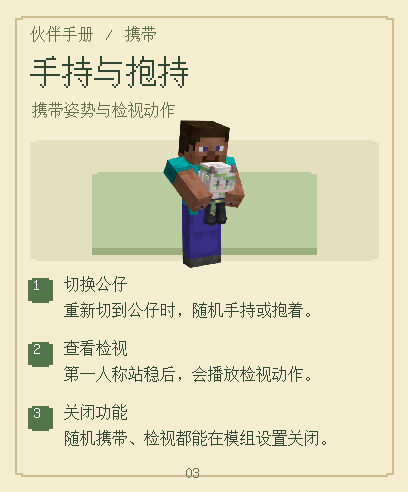 伙伴手册 / 携带
手持与抱持
携带姿势与检视动作
1 切换公仔
重新切到公仔时，随机手持或抱着。
2 查看检视
第一人称站稳后，会播放检视动作。
3 关闭功能
随机携带、检视都能在模组设置关闭。
03